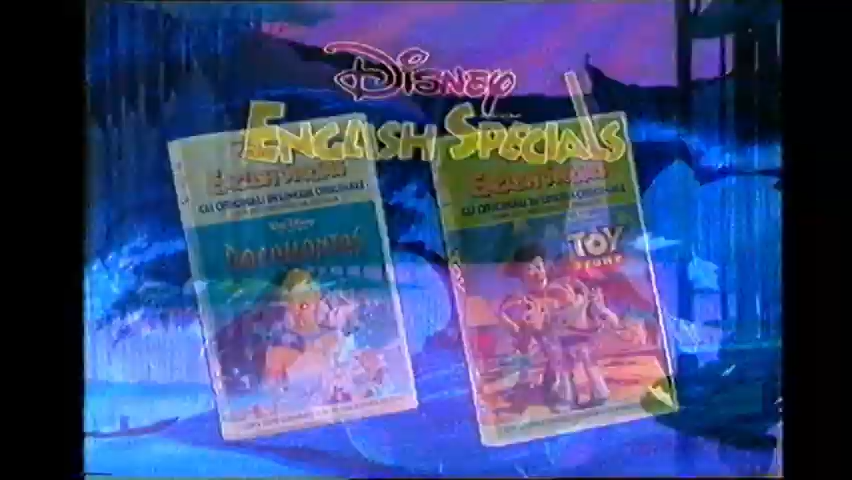 Disney
English Specials
English Specials
English Specials
GLI ORIGINALI IN LINGUA ORIGINALE
GLI ORIGINALI IN LINGUA ORIGINALE
Walt Disney
Pocahontas
TOY
STORY